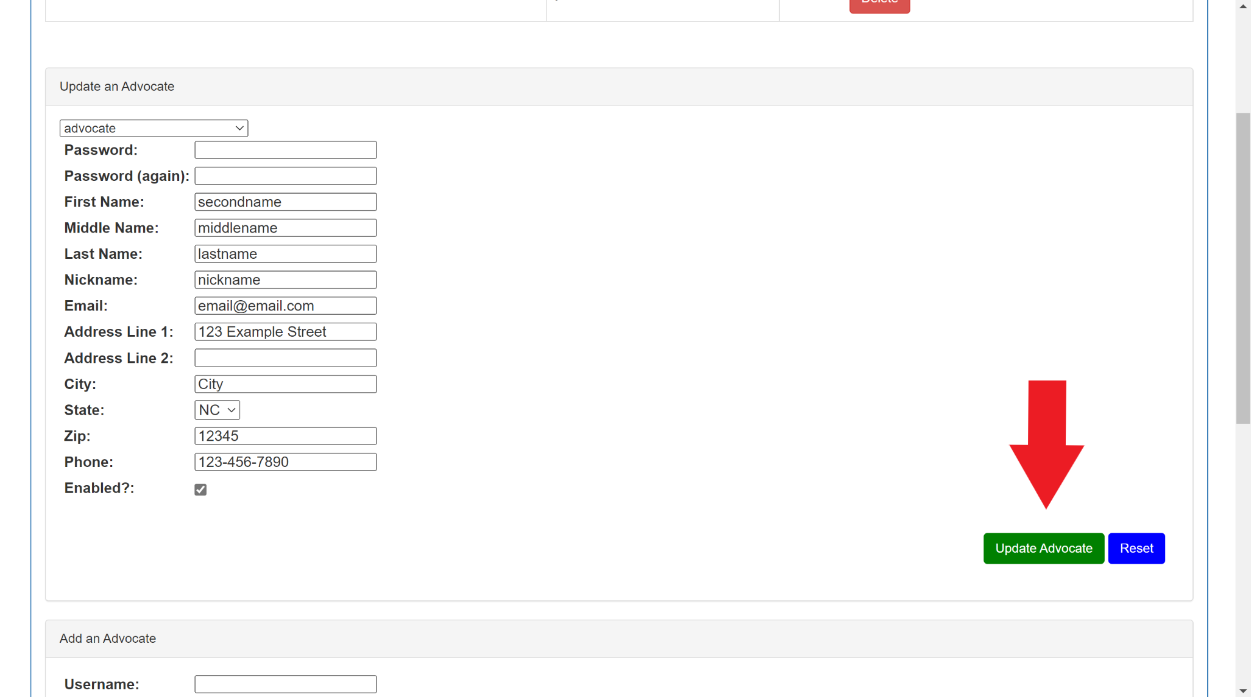 Delete
Update an Advocate
advocate
Password:
Password (again):
First Name: secondname
Middle Name: middlename
Last Name: lastname
Nickname: nickname
Email: email@email.com
Address Line 1: 123 Example Street
Address Line 2:
City: City
State: NC
Zip: 12345
Phone: 123-456-7890
Enabled?:
Update Advocate Reset
Add an Advocate
Username: